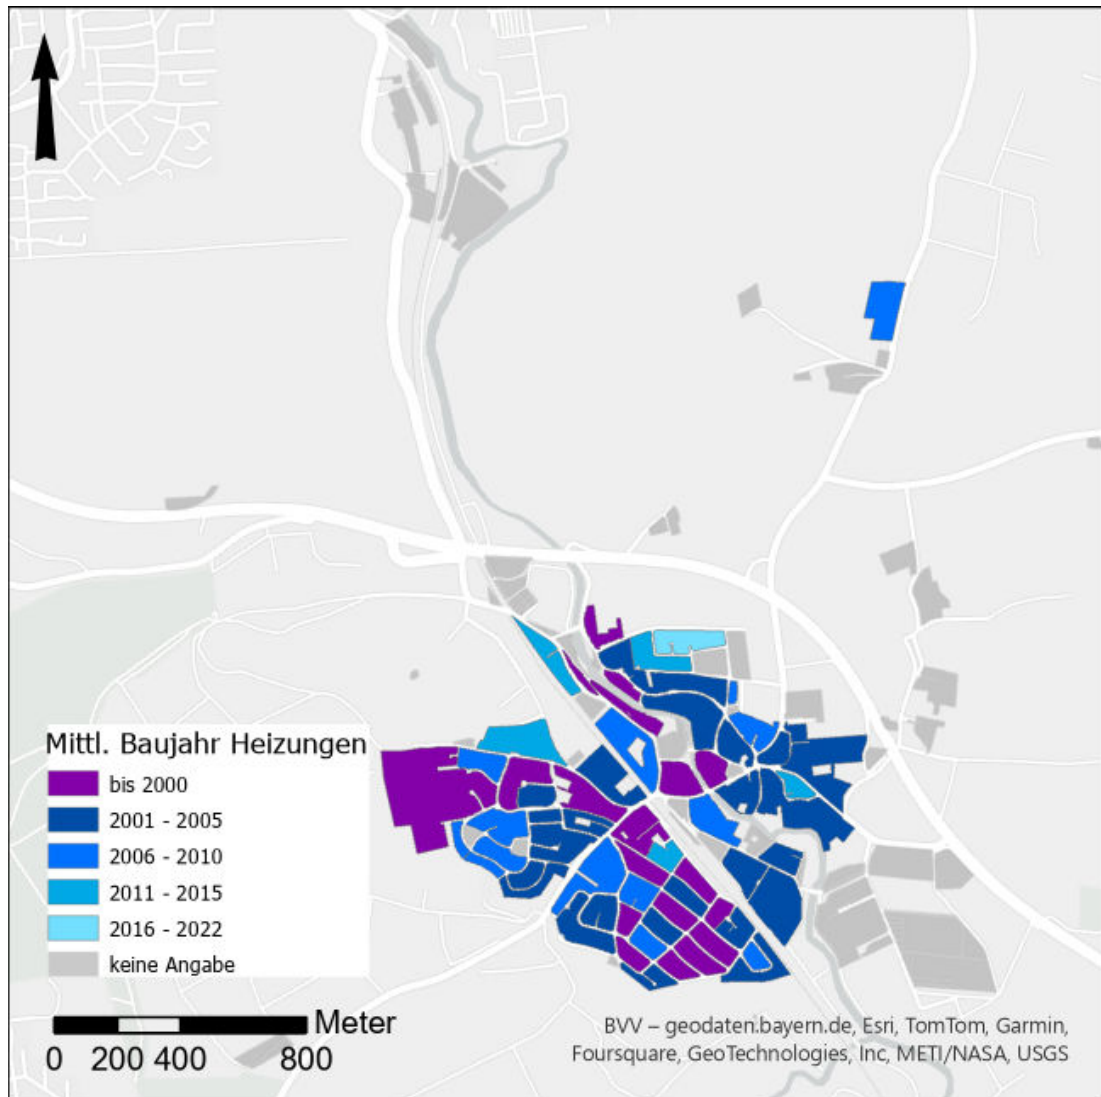 Mittl. Baujahr Heizungen
bis 2000
2001 - 2005
2006 - 2010
2011 - 2015
2016 - 2022
keine Angabe
Meter
0 200 400 800
BVV – geodaten.bayern.de, Esri, TomTom, Garmin,
Foursquare, GeoTechnologies, Inc, METI/NASA, USGS